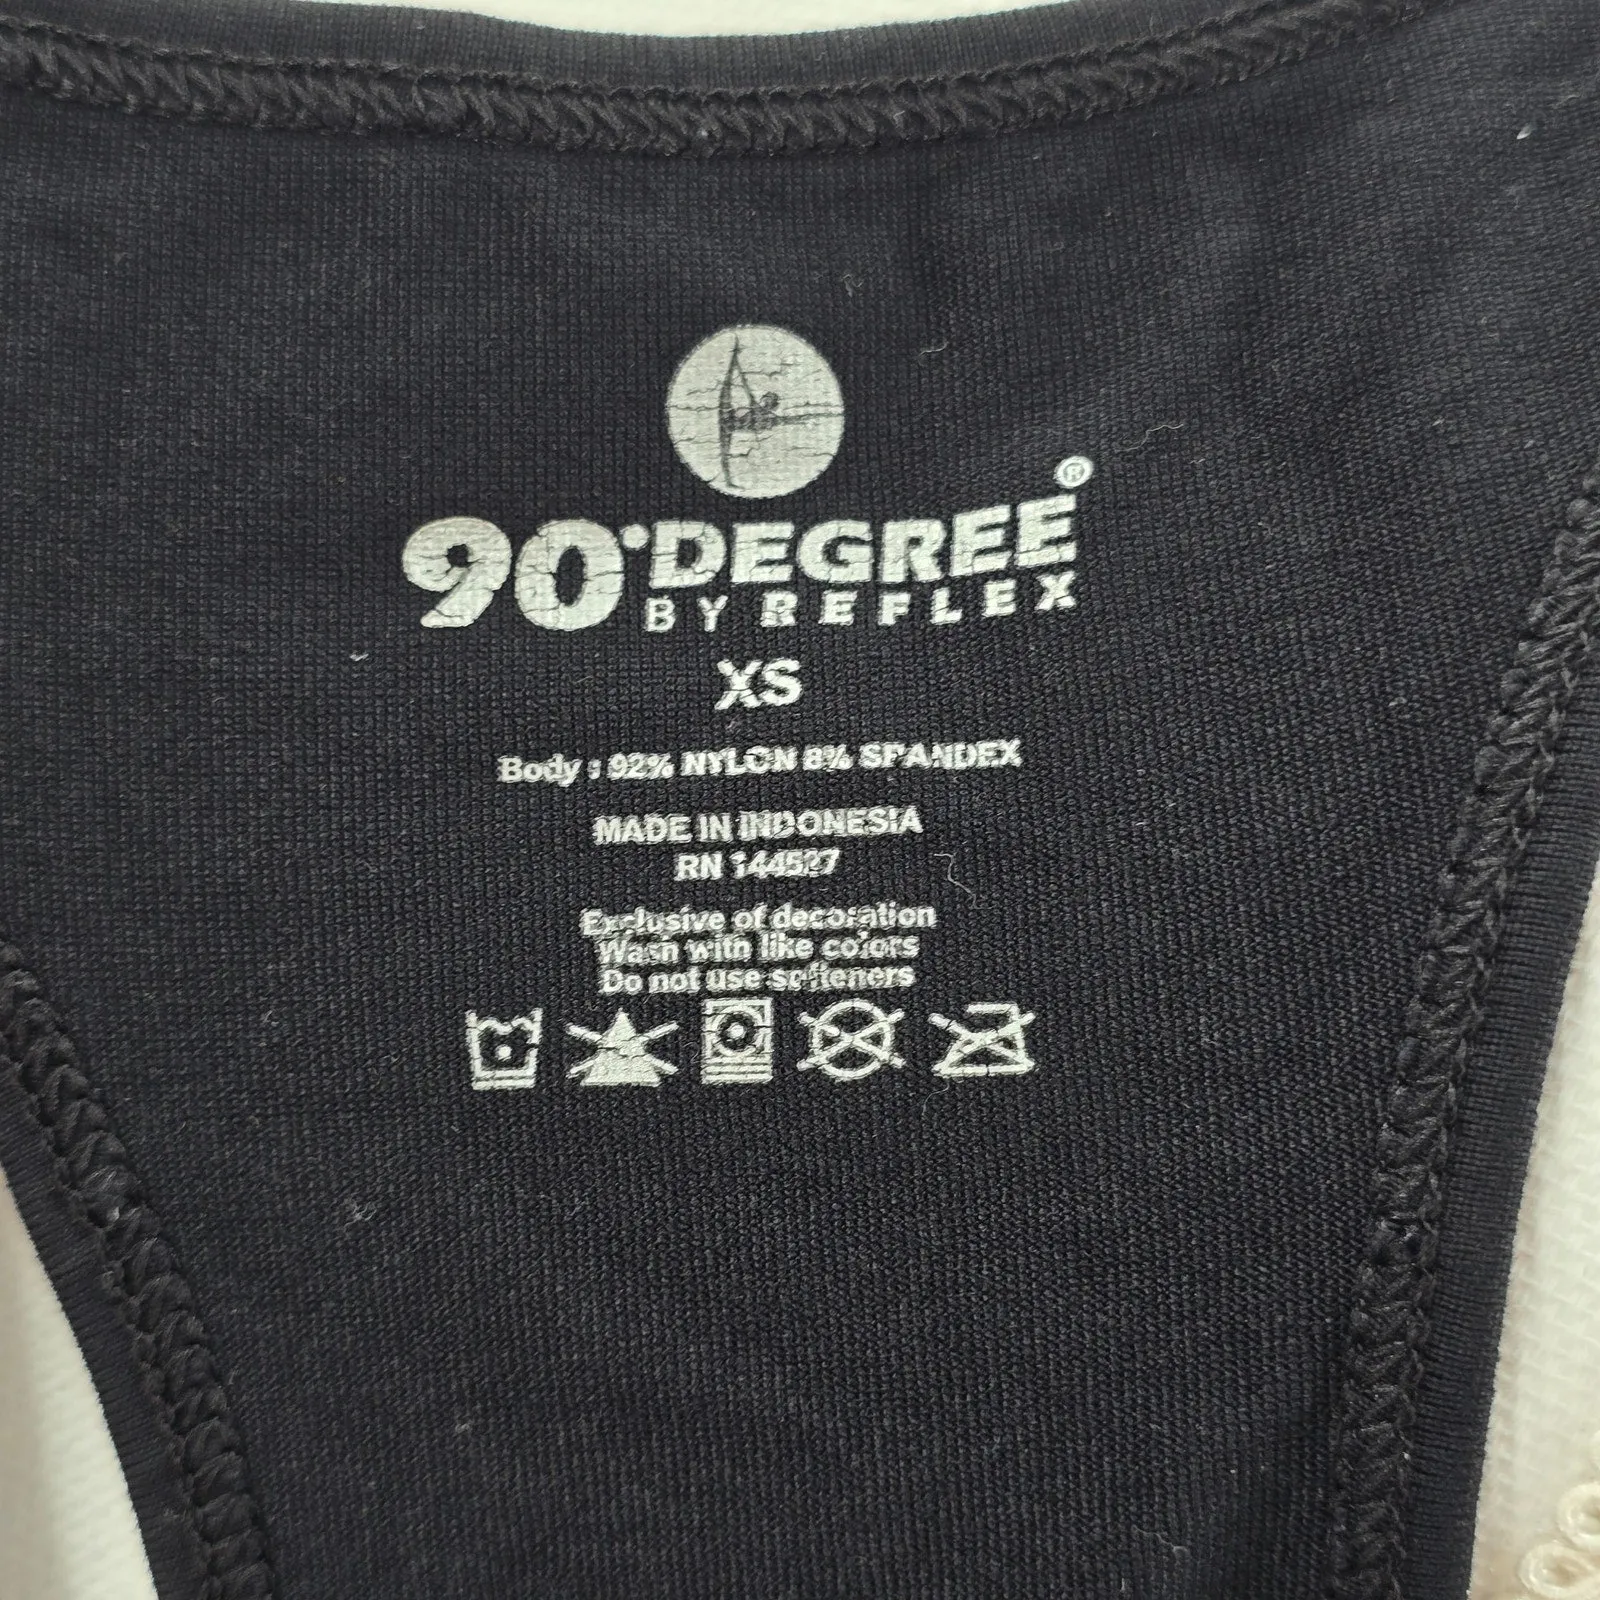 90°DEGREE®
BY REFLEX
XS
Body : 92% NYLON 8% SPANDEX
MADE IN INDONESIA
RN 144527
Exclusive of decoration
Wash with like colors
Do not use softeners